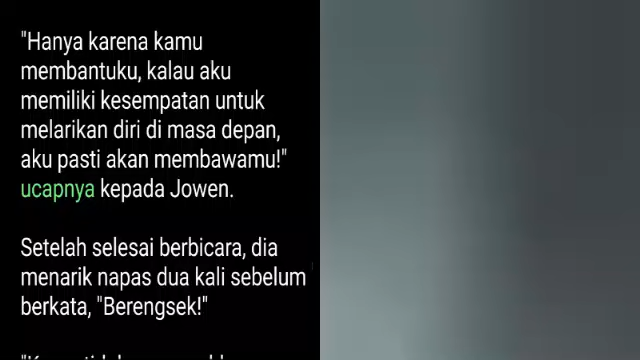 "Hanya karena kamu
membantuku, kalau aku
memiliki kesempatan untuk
melarikan diri di masa depan,
aku pasti akan membawamu!"
ucapnya kepada Jowen.
Setelah selesai berbicara, dia
menarik napas dua kali sebelum
berkata, "Berengsek!"